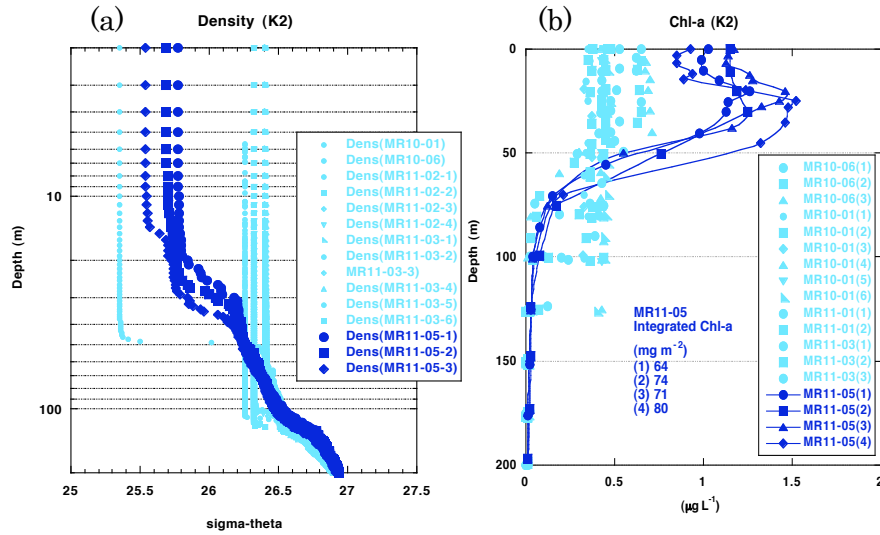 (a)
Density (K2)
10
100
Depth (m)
25
25.5
26
26.5
27
27.5
sigma-theta
Dens(MR10-01)
Dens(MR10-06)
Dens(MR11-02-1)
Dens(MR11-02-2)
Dens(MR11-02-3)
Dens(MR11-02-4)
Dens(MR11-03-1)
Dens(MR11-03-2)
MR11-03-3)
Dens(MR11-03-4)
Dens(MR11-03-5)
Dens(MR11-03-6)
Dens(MR11-05-1)
Dens(MR11-05-2)
Dens(MR11-05-3)
(b)
Chl-a (K2)
0
50
100
150
200
Depth (m)
0
0.5
1
1.5
2
(µg L-1)
MR11-05
Integrated Chl-a
(mg m-2)
(1) 64
(2) 74
(3) 71
(4) 80
MR10-06(1)
MR10-06(2)
MR10-06(3)
MR10-01(1)
MR10-01(2)
MR10-01(3)
MR10-01(4)
MR10-01(5)
MR10-01(6)
MR11-01(1)
MR11-01(2)
MR11-03(1)
MR11-03(2)
MR11-03(3)
MR11-05(1)
MR11-05(2)
MR11-05(3)
MR11-05(4)